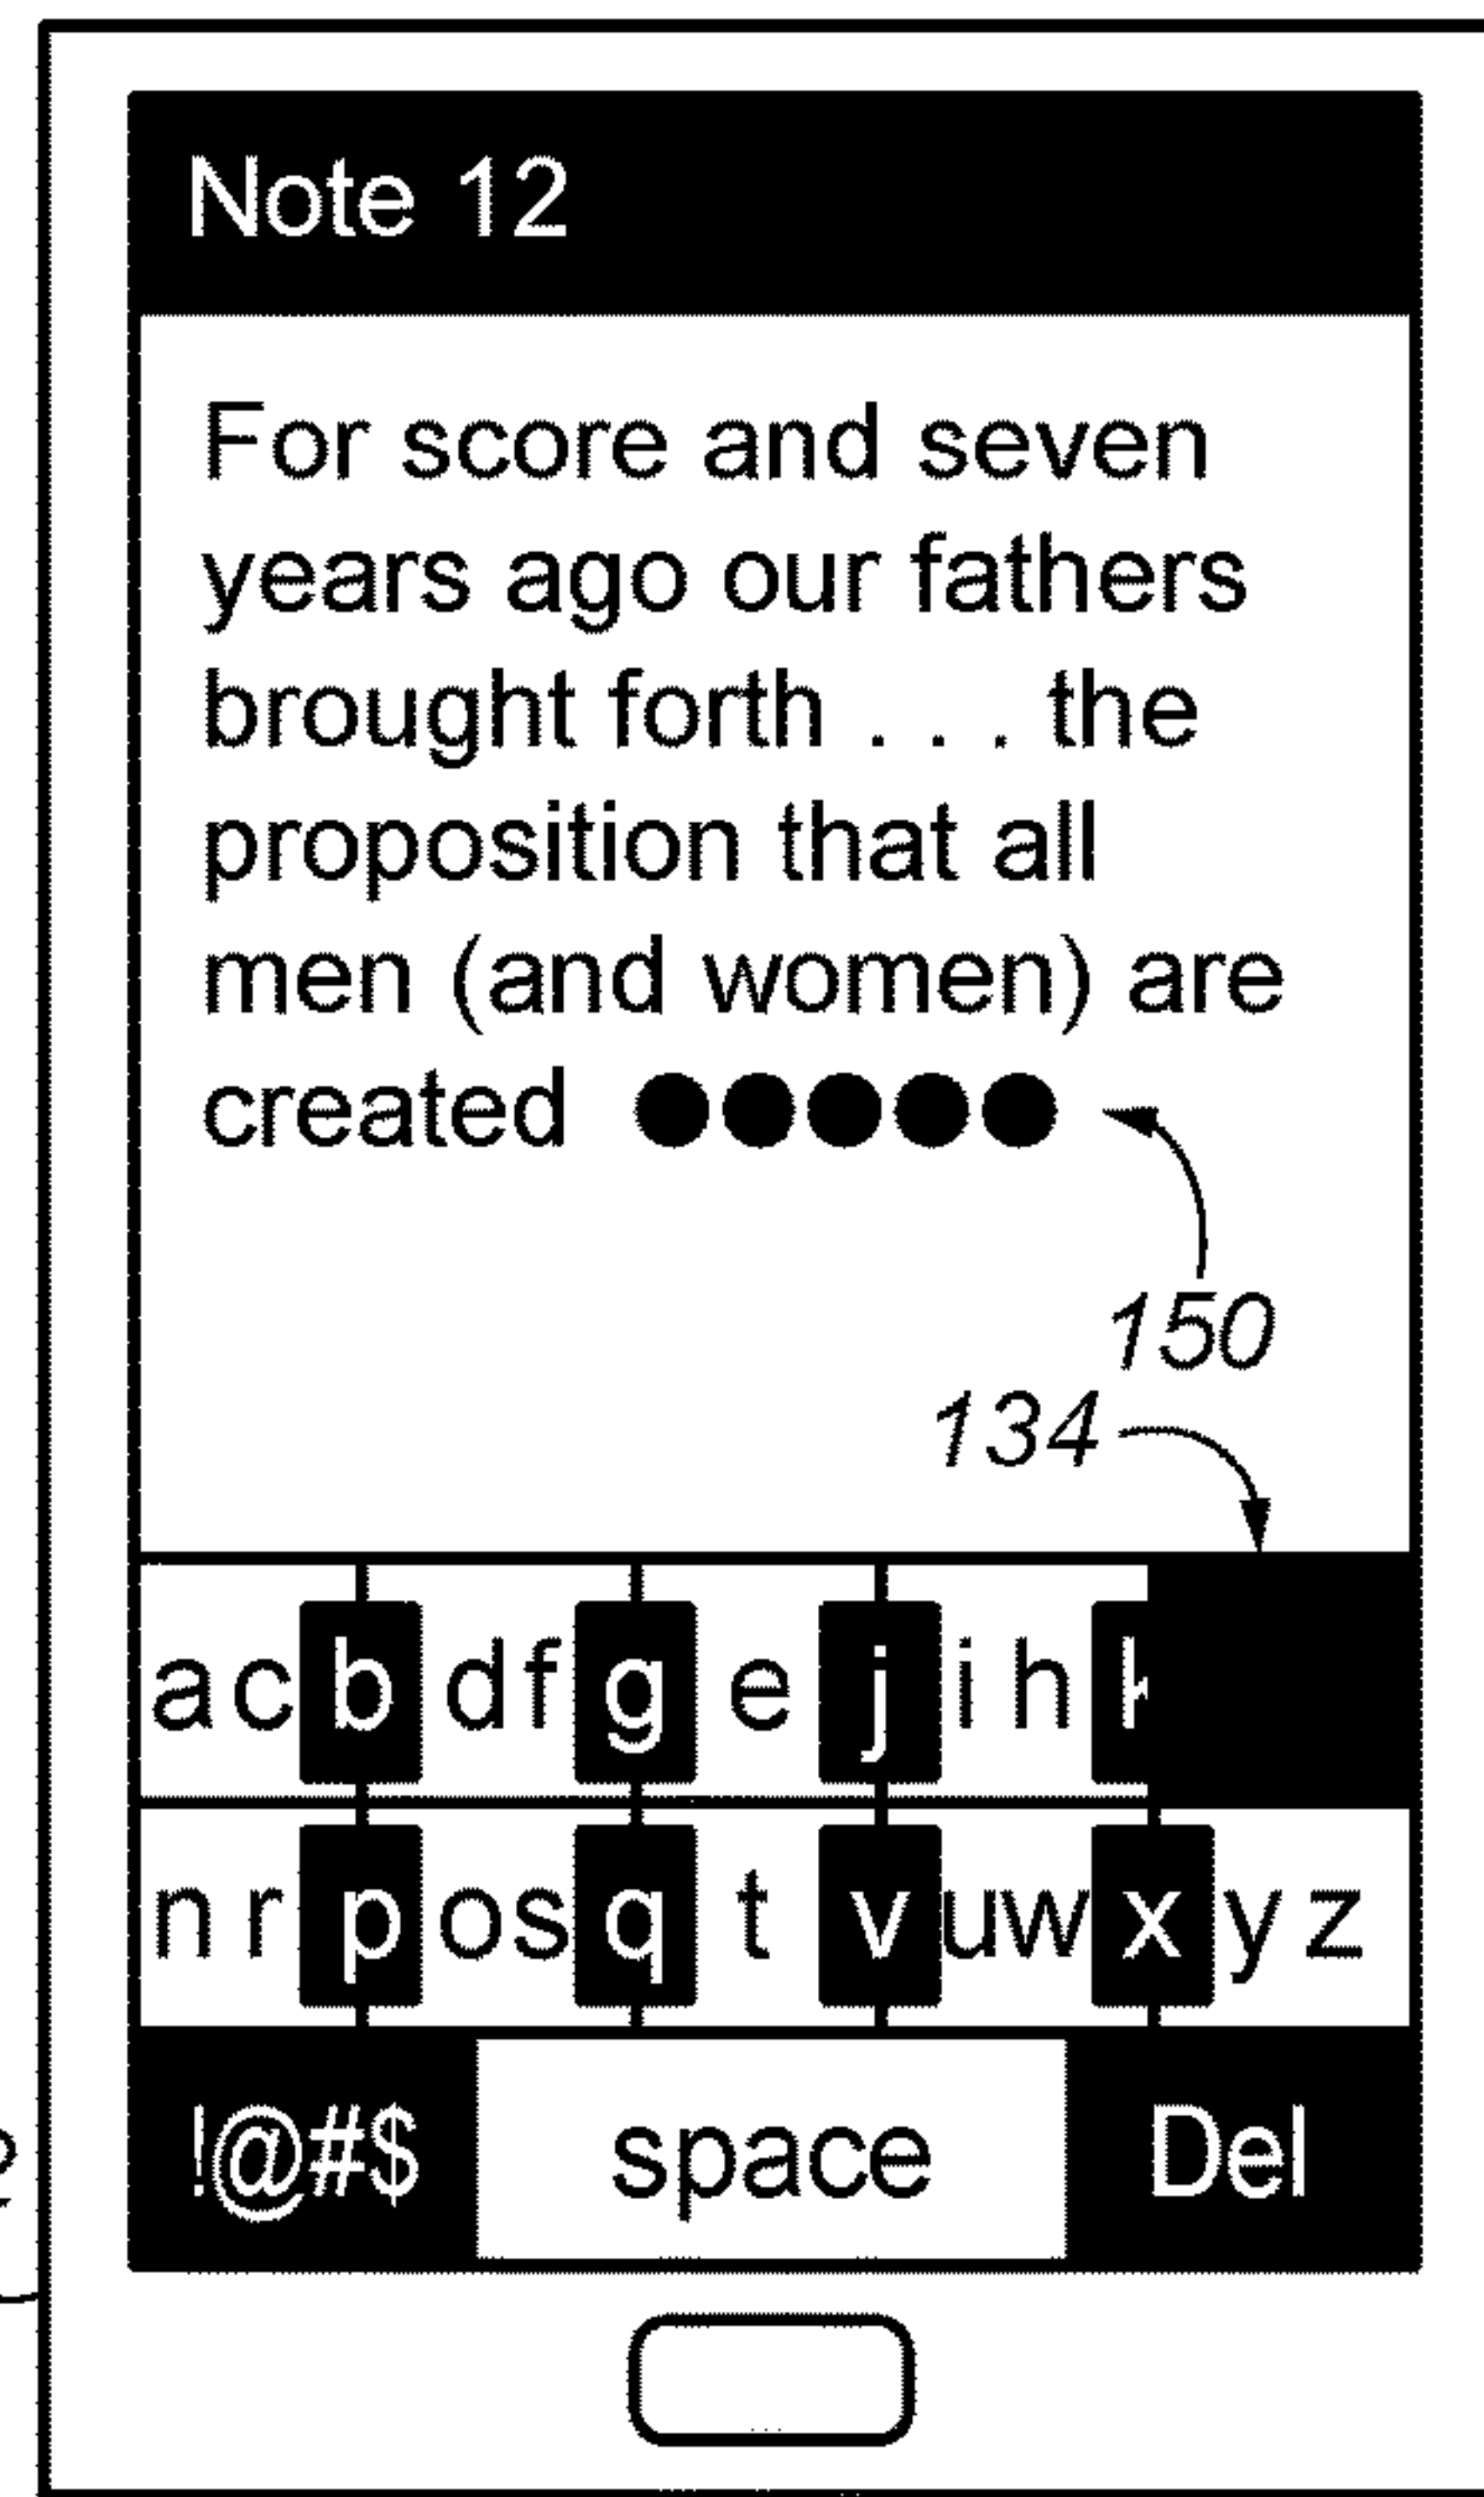 Note 12
For score and seven
years ago our fathers
brought forth . . . the
proposition that all
men (and women) are
created ●●●●●
150
134
a c b d f g e j i h
n r p o s q t v u w x y z
!@#$ space Del